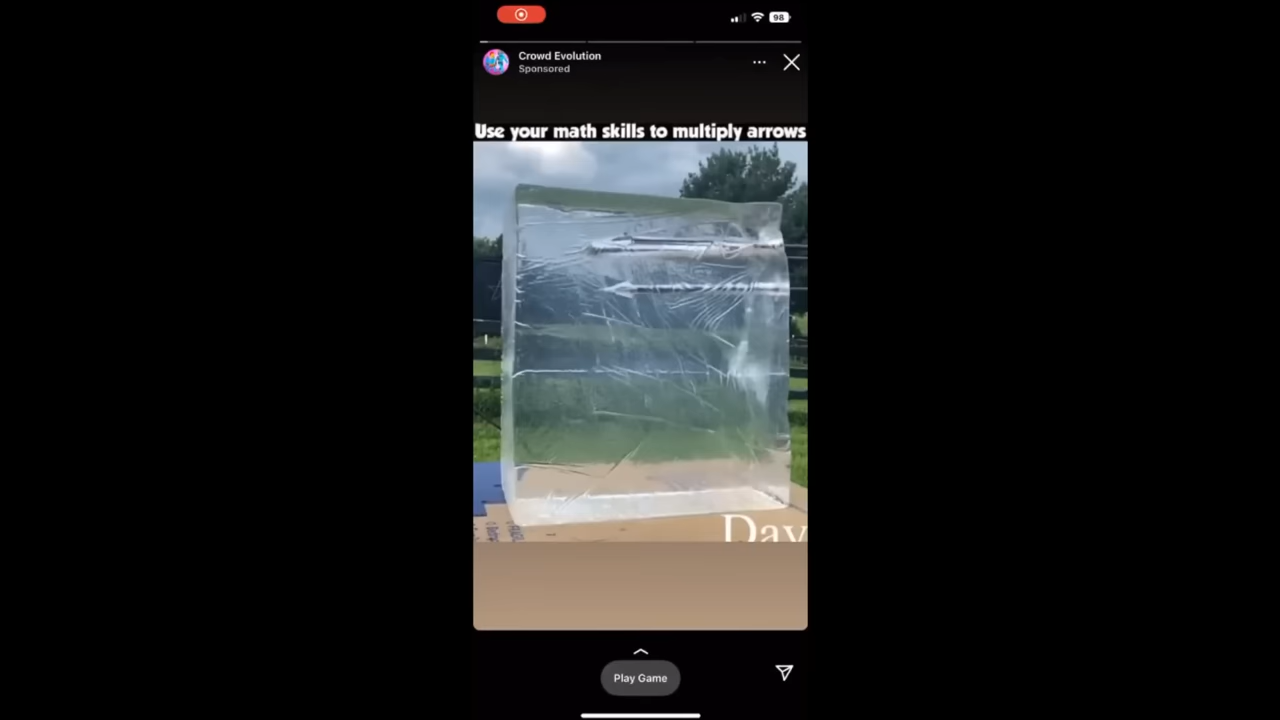 98
Crowd Evolution
Sponsored
Use your math skills to multiply arrows
Day
Play Game